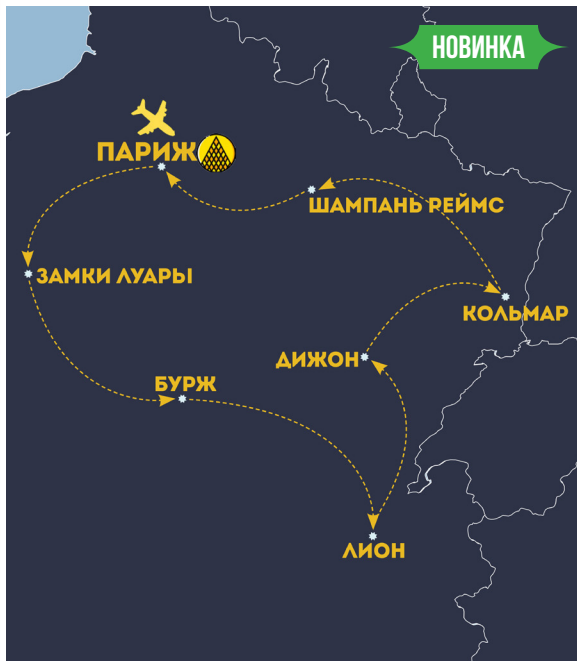 НОВИНКА
ПАРИЖ
ШАМПАНЬ РЕЙМС
ЗАМКИ ЛУАРЫ
КОЛЬМАР
ДИЖОН
БУРЖ
ЛИОН